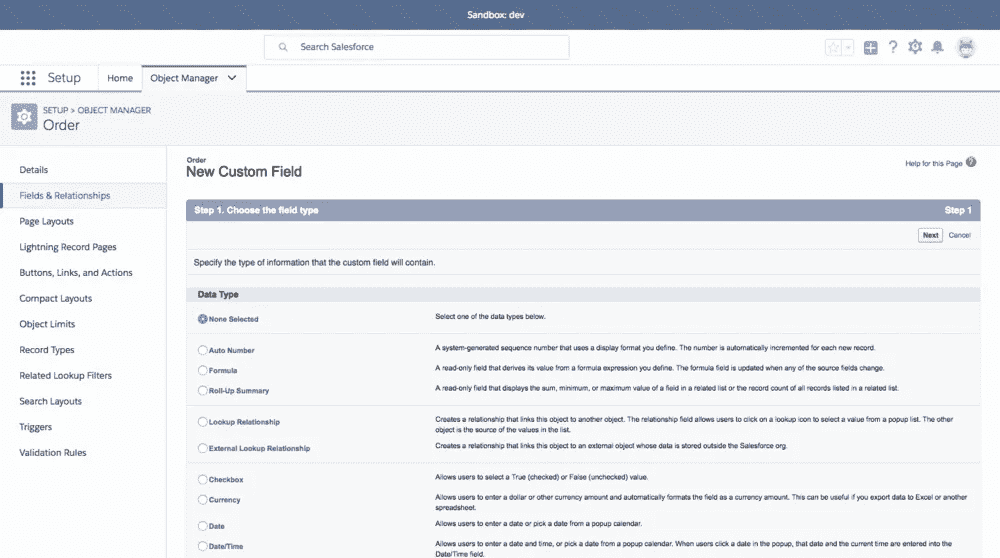 Sandbox: dev
Search Salesforce
Setup
Home
Object Manager
SETUP > OBJECT MANAGER
Order
Details
Fields & Relationships
Page Layouts
Lightning Record Pages
Buttons, Links, and Actions
Compact Layouts
Object Limits
Record Types
Related Lookup Filters
Search Layouts
Triggers
Validation Rules
Order
New Custom Field
Help for this Page ?
Step 1. Choose the field type
Step 1
Next
Cancel
Specify the type of information that the custom field will contain.
Data Type
None Selected
Select one of the data types below.
Auto Number
A system-generated sequence number that uses a display format you define. The number is automatically incremented for each new record.
Formula
A read-only field that derives its value from a formula expression you define. The formula field is updated when any of the source fields change.
Roll-Up Summary
A read-only field that displays the sum, minimum, or maximum value of a field in a related list or the record count of all records listed in a related list.
Lookup Relationship
Creates a relationship that links this object to another object. The relationship field allows users to click on a lookup icon to select a value from a popup list. The other
object is the source of the values in the list.
External Lookup Relationship
Creates a relationship that links this object to an external object whose data is stored outside the Salesforce org.
Checkbox
Allows users to select a True (checked) or False (unchecked) value.
Currency
Allows users to enter a dollar or other currency amount and automatically formats the field as a currency amount. This can be useful if you export data to Excel or another
spreadsheet.
Date
Allows users to enter a date or pick a date from a popup calendar.
Date/Time
Allows users to enter a date and time, or pick a date from a popup calendar. When users click a date in the popup, that date and the current time are entered into the
Date/Time field.